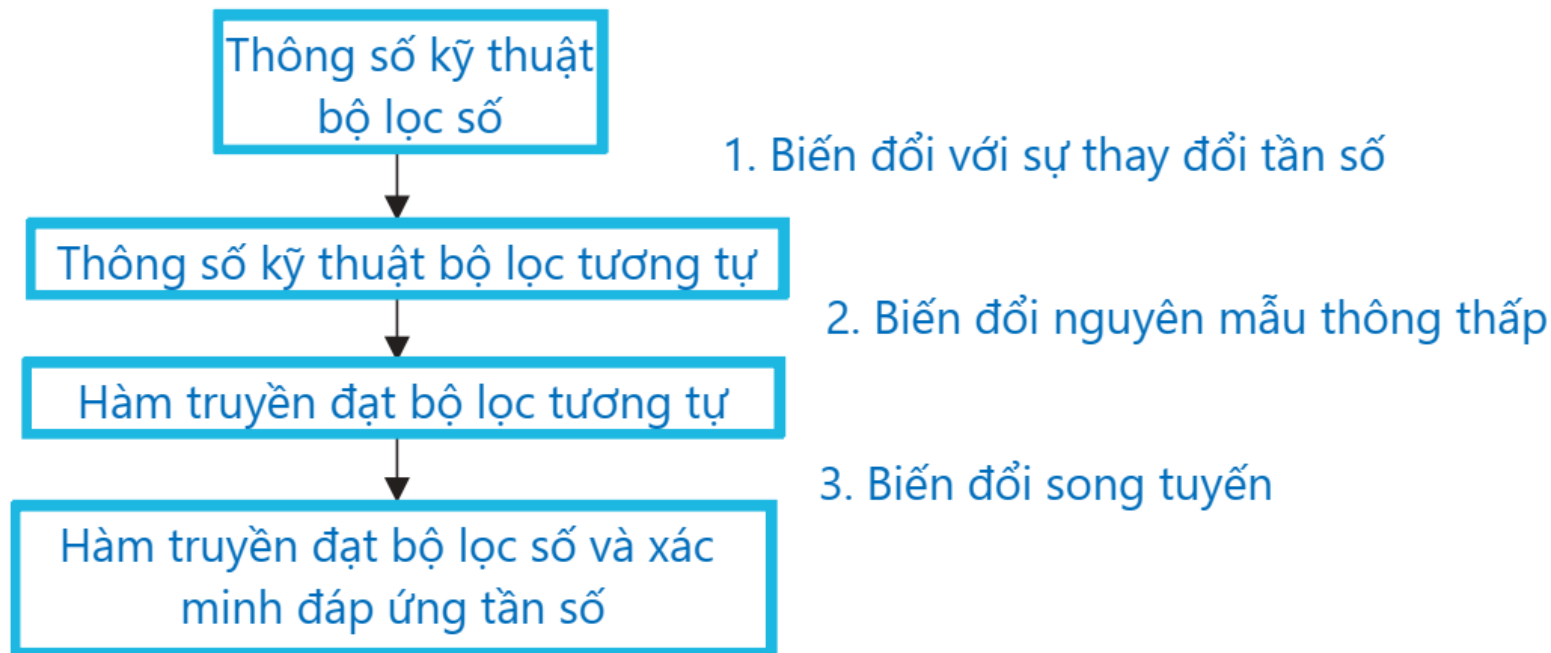 Thông số kỹ thuật
bộ lọc số
1. Biến đổi với sự thay đổi tần số
Thông số kỹ thuật bộ lọc tương tự
2. Biến đổi nguyên mẫu thông thấp
Hàm truyền đạt bộ lọc tương tự
3. Biến đổi song tuyến
Hàm truyền đạt bộ lọc số và xác
minh đáp ứng tần số